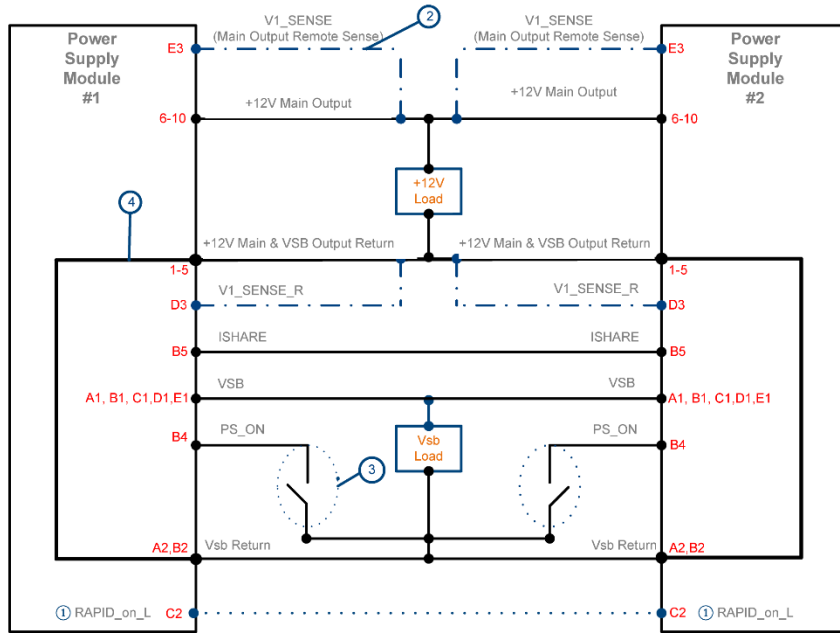 V1_SENSE
(Main Output Remote Sense)
2
V1_SENSE
(Main Output Remote Sense)
Power
Supply
Module
#1
E3
E3
Power
Supply
Module
#2
+12V Main Output
+12V Main Output
6-10
6-10
+12V
Load
4
+12V Main & VSB Output Return
+12V Main & VSB Output Return
1-5
1-5
D3
V1_SENSE_R
V1_SENSE_R
D3
B5
ISHARE
ISHARE
B5
A1, B1, C1,D1,E1
VSB
VSB
A1, B1, C1,D1,E1
B4
PS_ON
Vsb
Load
PS_ON
B4
3
A2,B2
Vsb Return
Vsb Return
A2,B2
1 RAPID_on_L
C2
C2
1 RAPID_on_L